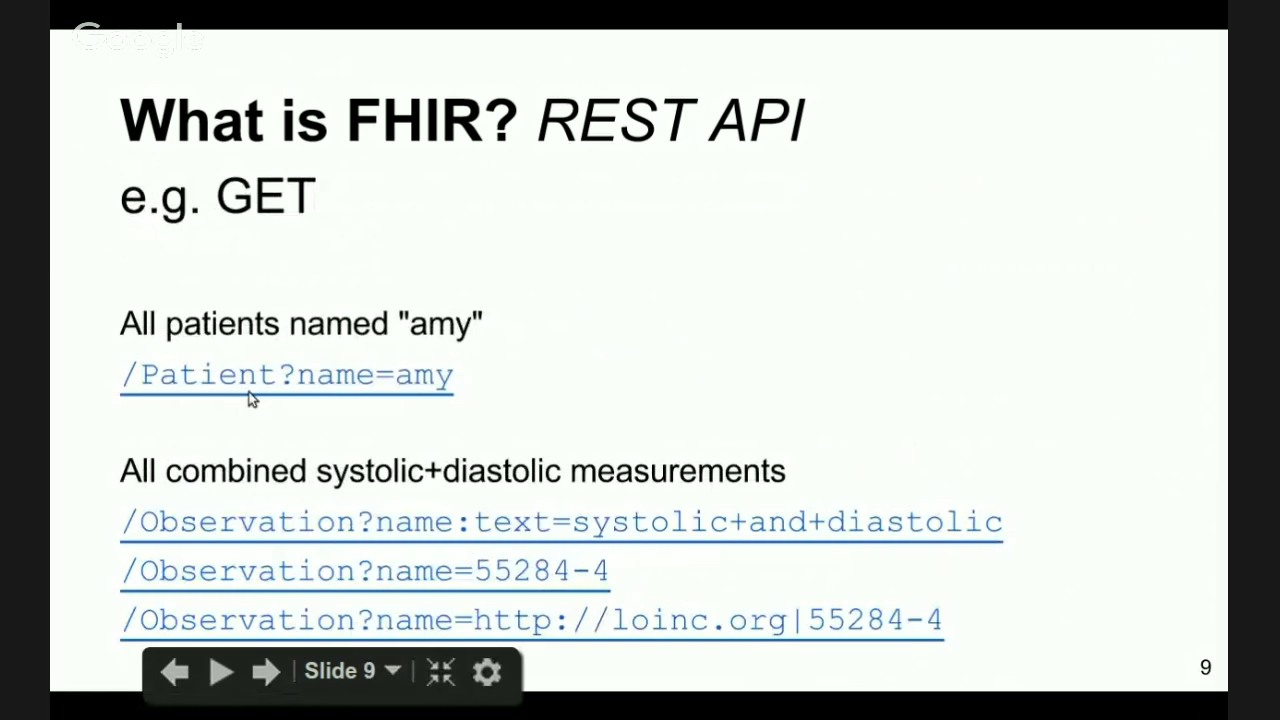 Google
What is FHIR? REST API
e.g. GET
All patients named "amy"
/Patient?name=amy
All combined systolic+diastolic measurements
/Observation?name:text=systolic+and+diastolic
/Observation?name=55284-4
/Observation?name=http://loinc.org|55284-4
Slide 9
9